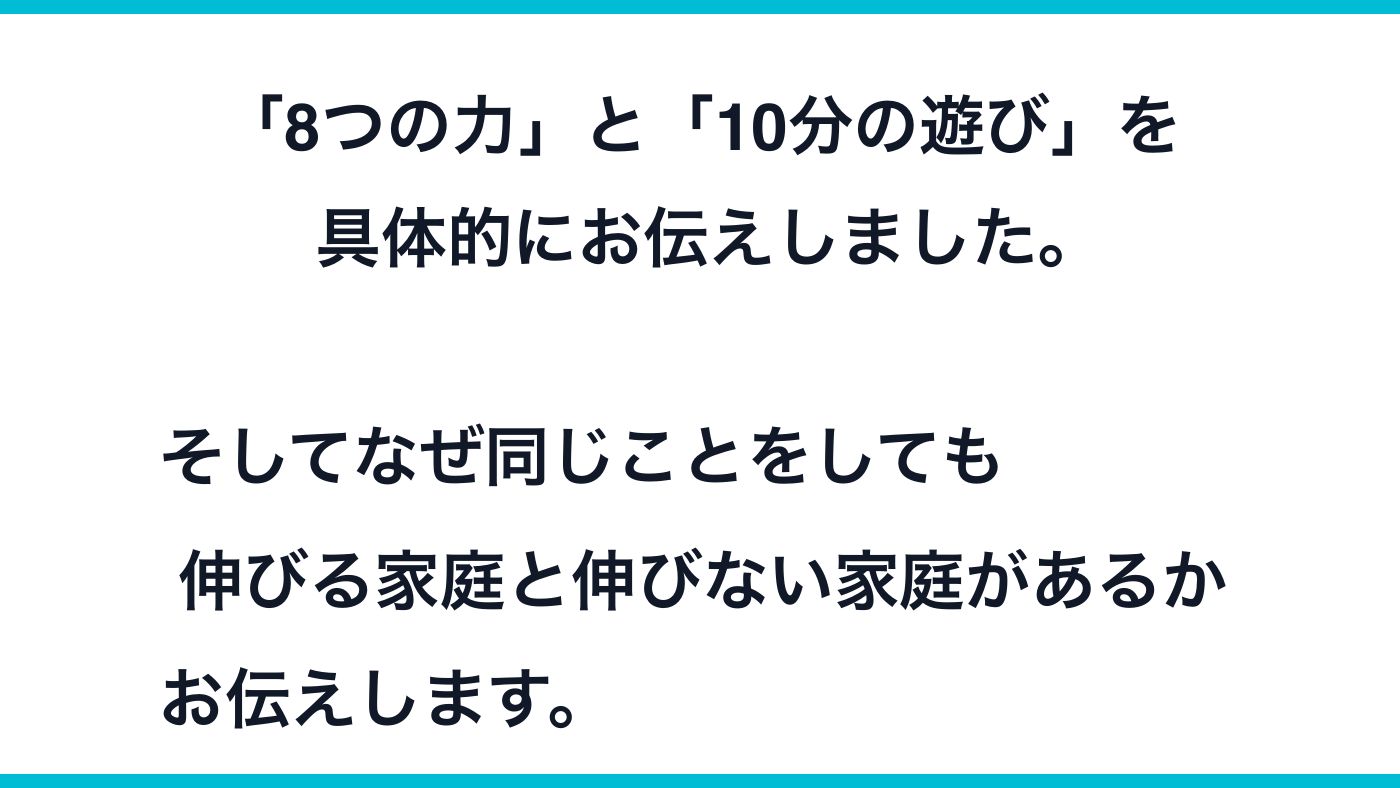 「8つの力」と「10分の遊び」を
具体的にお伝えしました。
そしてなぜ同じことをしても
伸びる家庭と伸びない家庭があるか
お伝えします。